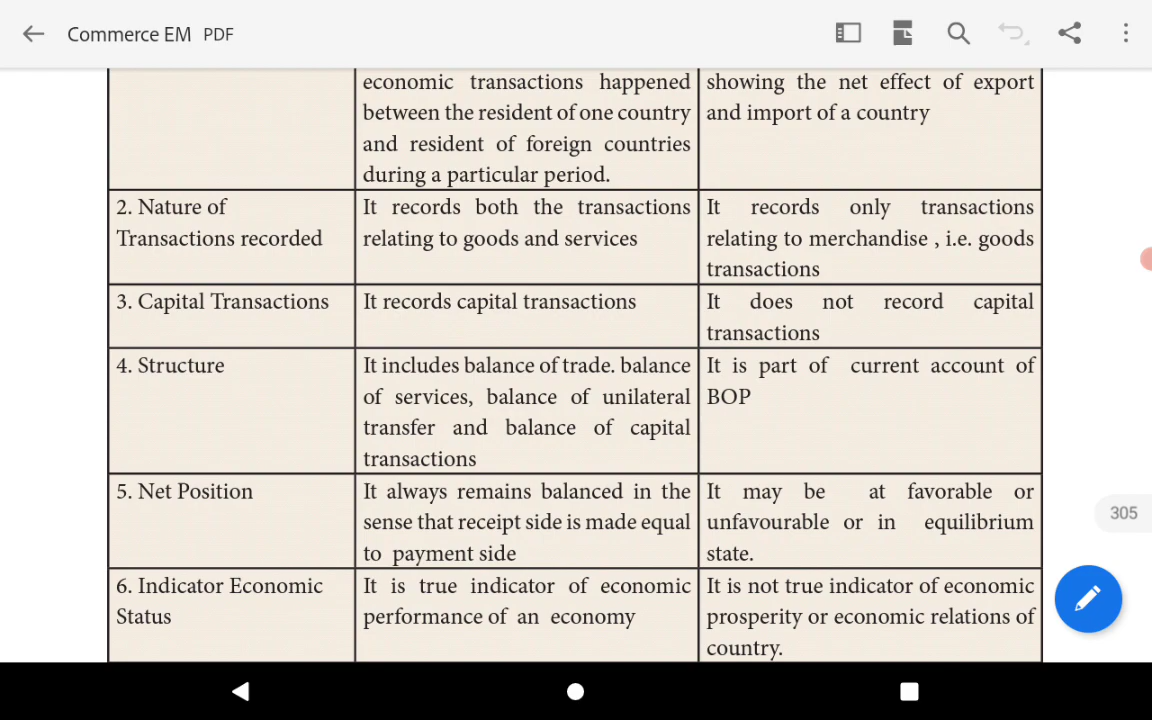 Commerce EM PDF
economic transactions happened
between the resident of one country
and resident of foreign countries
during a particular period.
showing the net effect of export
and import of a country
2. Nature of
Transactions recorded
It records both the transactions
relating to goods and services
It records only transactions
relating to merchandise , i.e. goods
transactions
3. Capital Transactions
It records capital transactions
It does not record capital
transactions
4. Structure
It includes balance of trade. balance
of services, balance of unilateral
transfer and balance of capital
transactions
It is part of current account of
BOP
5. Net Position
It always remains balanced in the
sense that receipt side is made equal
to payment side
It may be at favorable or
unfavourable or in equilibrium
state.
305
6. Indicator Economic
Status
It is true indicator of economic
performance of an economy
It is not true indicator of economic
prosperity or economic relations of
country.